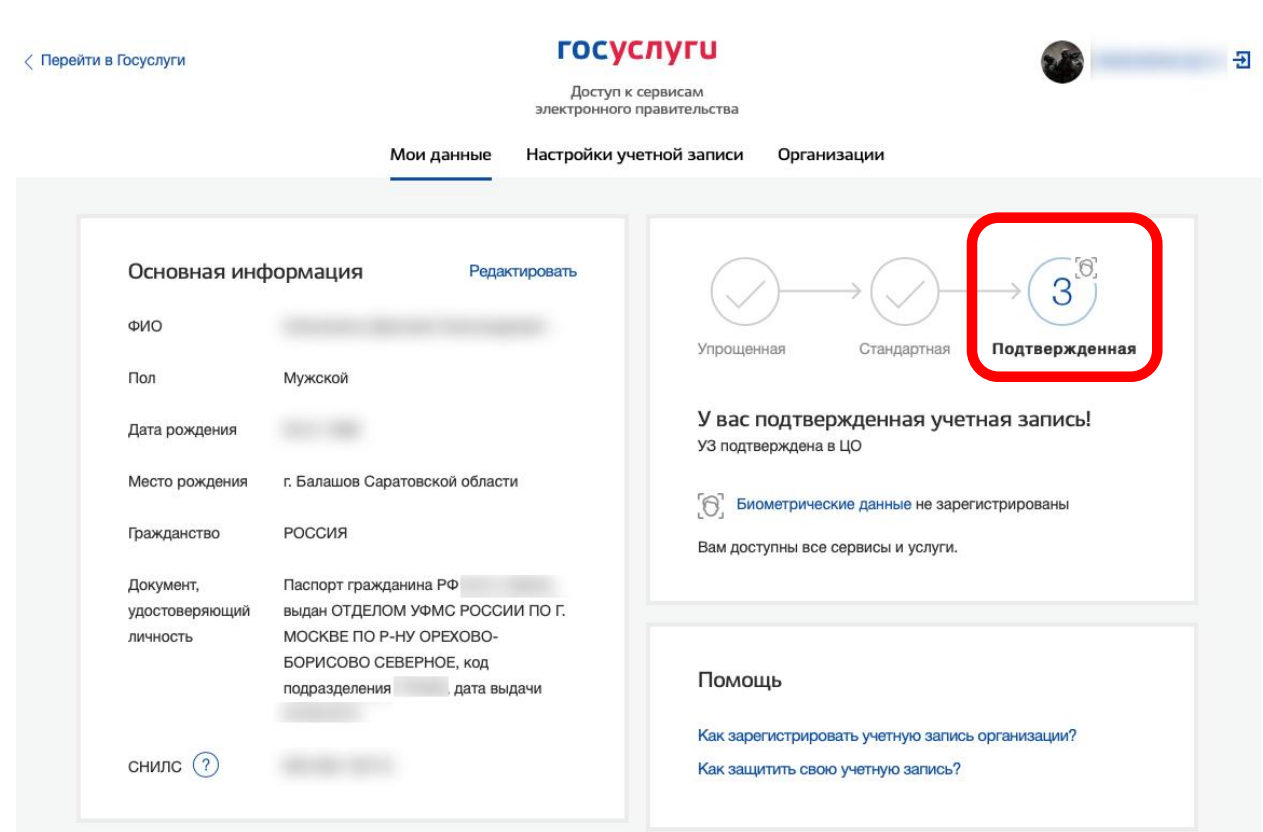 Перейти в Госуслуги
госуслуги
Доступ к сервисам
электронного правительства
Мои данные Настройки учетной записи Организации
Основная информация Редактировать
ФИО
Пол Мужской
Дата рождения
Место рождения г. Балашов Саратовской области
Гражданство РОССИЯ
Документ, удостоверяющий личность
Паспорт гражданина РФ
выдан ОТДЕЛОМ УФМС РОССИИ ПО Г.
МОСКВЕ ПО Р-НУ ОРЕХОВО-
БОРИСОВО СЕВЕРНОЕ, код
подразделения , дата выдачи
СНИЛС ?
3
Упрощенная Стандартная Подтвержденная
У вас подтвержденная учетная запись!
УЗ подтверждена в ЦО
Биометрические данные не зарегистрированы
Вам доступны все сервисы и услуги.
Помощь
Как зарегистрировать учетную запись организации?
Как защитить свою учетную запись?